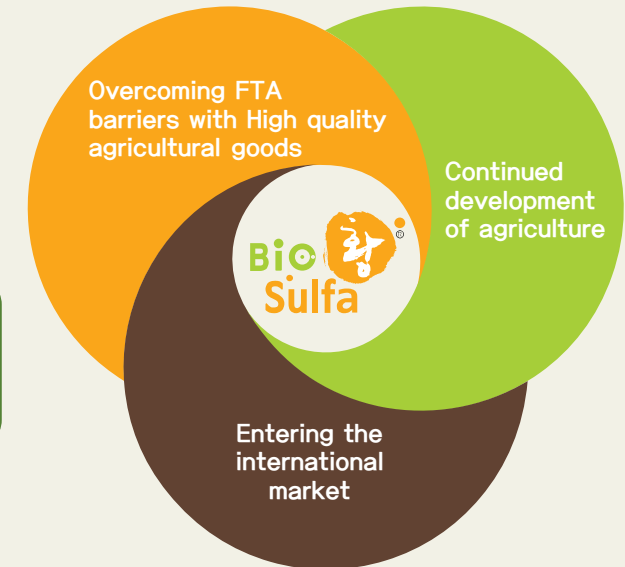 Overcoming FTA
barriers with High quality
agricultural goods
Continued
development
of agriculture
Bio 황
Sulfa
Entering the
international
market